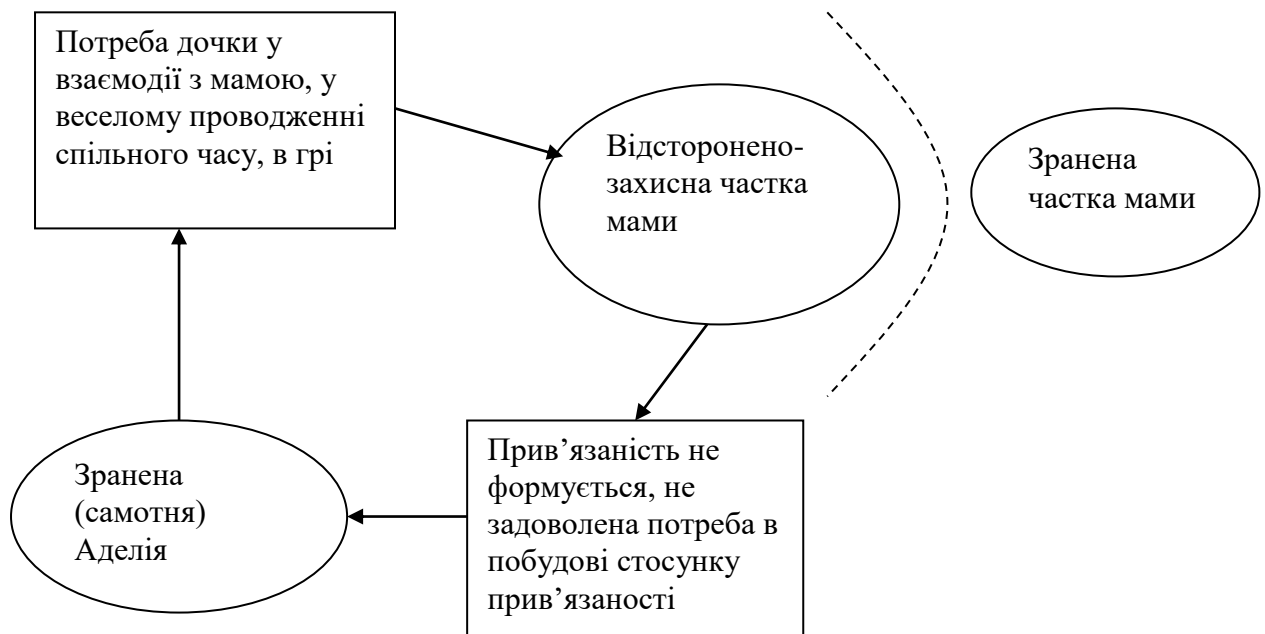 Потреба дочки у
взаємодії з мамою, у
веселому проводженні
спільного часу, в грі
Відсторонено-
захисна частка
мами
Зранена
частка мами
Прив’язаність не
формується, не
задоволена потреба в
побудові стосунку
прив’язаності
Зранена
(самотня)
Аделія